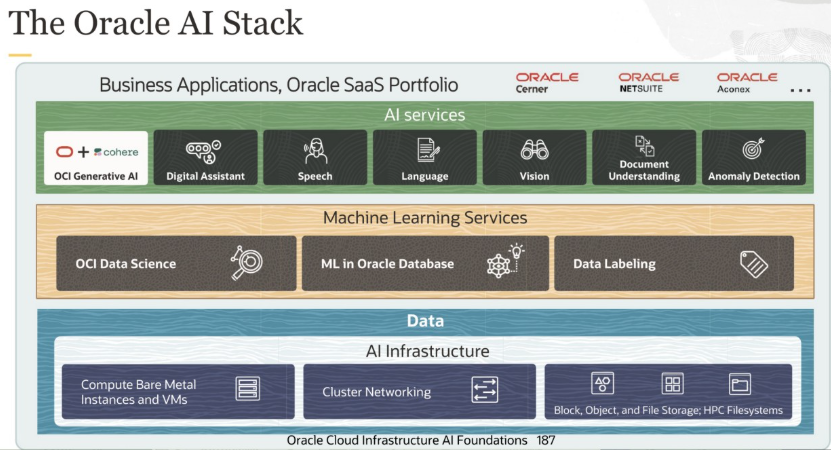 The Oracle AI Stack
Business Applications, Oracle SaaS Portfolio
ORACLE
Cerner
ORACLE
NETSUITE
ORACLE
Aconex
...
AI services
+ cohere
OCI Generative AI
Digital Assistant
Speech
Language
Vision
Document
Understanding
Anomaly Detection
Machine Learning Services
OCI Data Science
ML in Oracle Database
Data Labeling
Data
AI Infrastructure
Compute Bare Metal
Instances and VMs
Cluster Networking
Block, Object, and File Storage; HPC Filesystems
Oracle Cloud Infrastructure AI Foundations 187